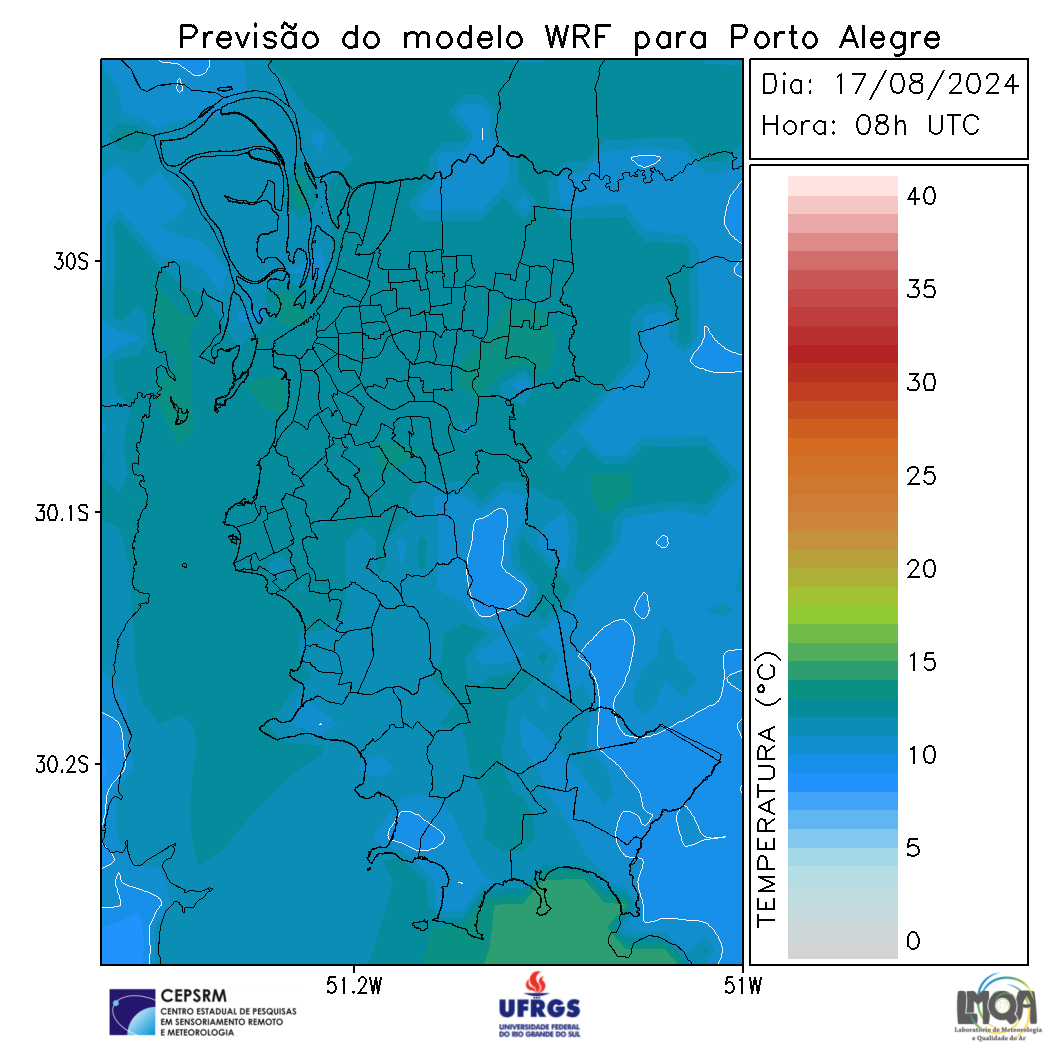 Previsão do modelo WRF para Porto Alegre
Dia: 17/08/2024
Hora: 08h UTC
40
35
30
25
20
15
10
5
0
TEMPERATURA (°C)
30S
30.1S
30.2S
51.2W
51W
CEPSRM
CENTRO ESTADUAL DE PESQUISAS
EM SENSORIAMENTO REMOTO
E METEOROLOGIA
UFRGS
UNIVERSIDADE FEDERAL
DO RIO GRANDE DO SUL
LMQA
Laboratório de Meteorologia
e Qualidade do Ar